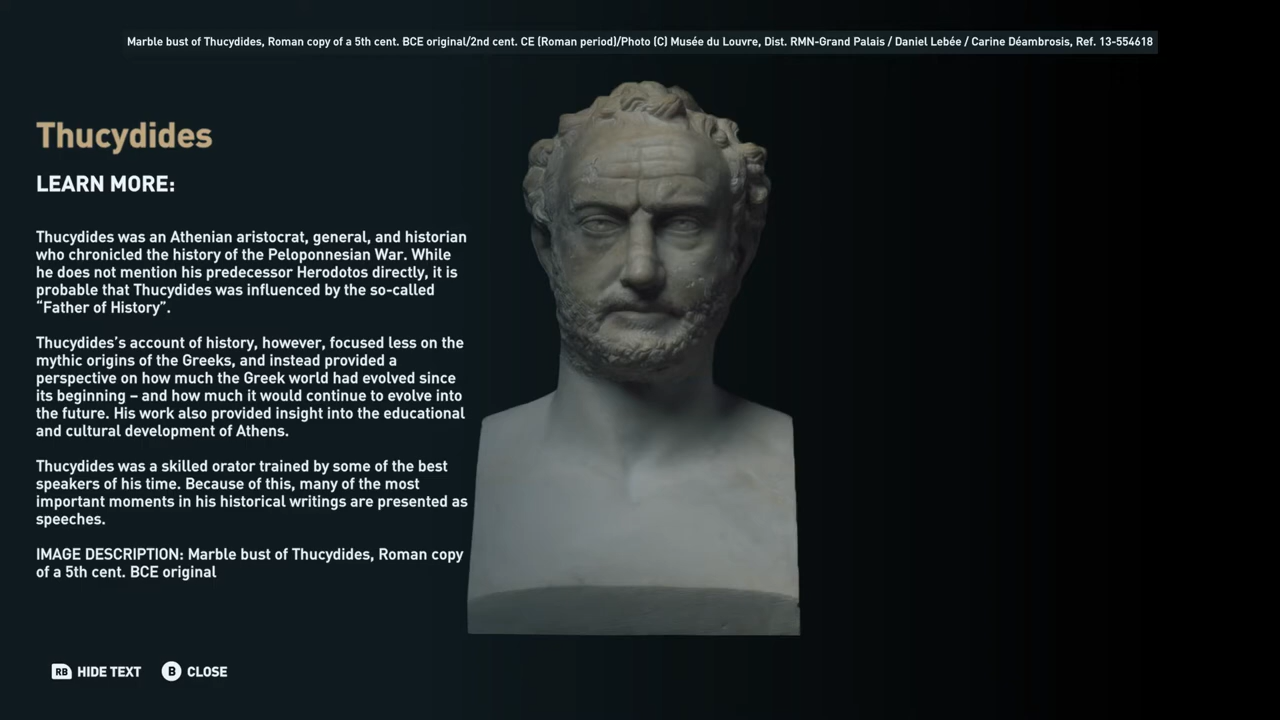 Marble bust of Thucydides, Roman copy of a 5th cent. BCE original/2nd cent. CE (Roman period)/Photo (C) Musée du Louvre, Dist. RMN-Grand Palais / Daniel Lebée / Carine Déambrosis, Ref. 13-554618
Thucydides
LEARN MORE:
Thucydides was an Athenian aristocrat, general, and historian
who chronicled the history of the Peloponnesian War. While
he does not mention his predecessor Herodotos directly, it is
probable that Thucydides was influenced by the so-called
“Father of History”.
Thucydides’s account of history, however, focused less on the
mythic origins of the Greeks, and instead provided a
perspective on how much the Greek world had evolved since
its beginning – and how much it would continue to evolve into
the future. His work also provided insight into the educational
and cultural development of Athens.
Thucydides was a skilled orator trained by some of the best
speakers of his time. Because of this, many of the most
important moments in his historical writings are presented as
speeches.
IMAGE DESCRIPTION: Marble bust of Thucydides, Roman copy
of a 5th cent. BCE original
RB HIDE TEXT B CLOSE